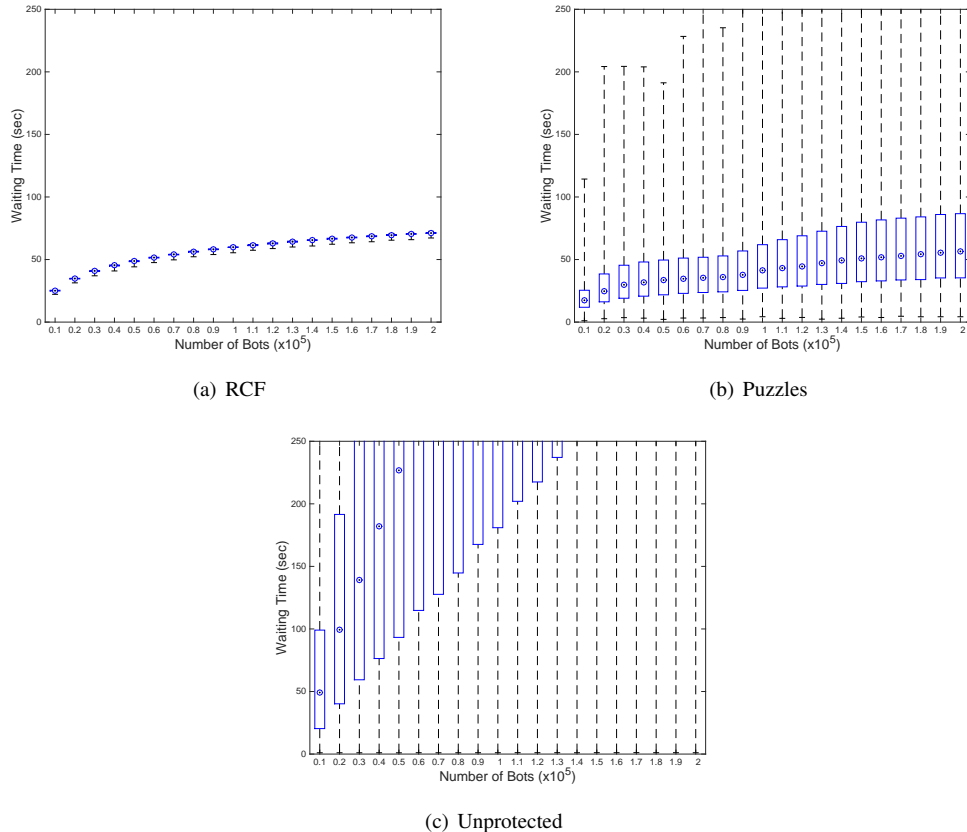 250
200
150
100
50
0
Waiting Time (sec)
0.1 0.2 0.3 0.4 0.5 0.6 0.7 0.8 0.9 1 1.1 1.2 1.3 1.4 1.5 1.6 1.7 1.8 1.9 2
Number of Bots (x10⁵)
(a) RCF
250
200
150
100
50
0
Waiting Time (sec)
0.1 0.2 0.3 0.4 0.5 0.6 0.7 0.8 0.9 1 1.1 1.2 1.3 1.4 1.5 1.6 1.7 1.8 1.9 2
Number of Bots (x10⁵)
(b) Puzzles
250
200
150
100
50
0
Waiting Time (sec)
0.1 0.2 0.3 0.4 0.5 0.6 0.7 0.8 0.9 1 1.1 1.2 1.3 1.4 1.5 1.6 1.7 1.8 1.9 2
Number of Bots (x10⁵)
(c) Unprotected